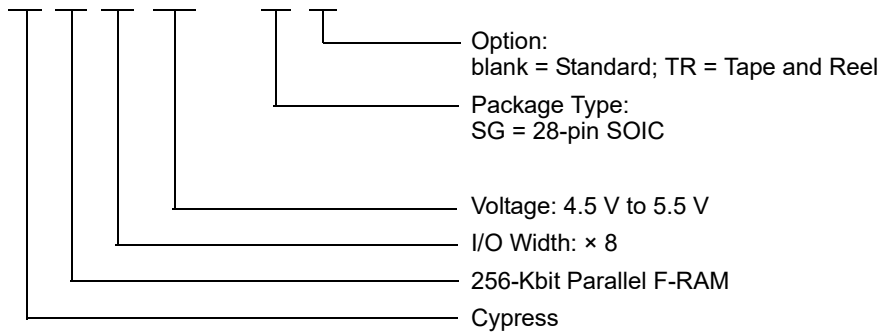 Option:
blank = Standard; TR = Tape and Reel
Package Type:
SG = 28-pin SOIC
Voltage: 4.5 V to 5.5 V
I/O Width: × 8
256-Kbit Parallel F-RAM
Cypress